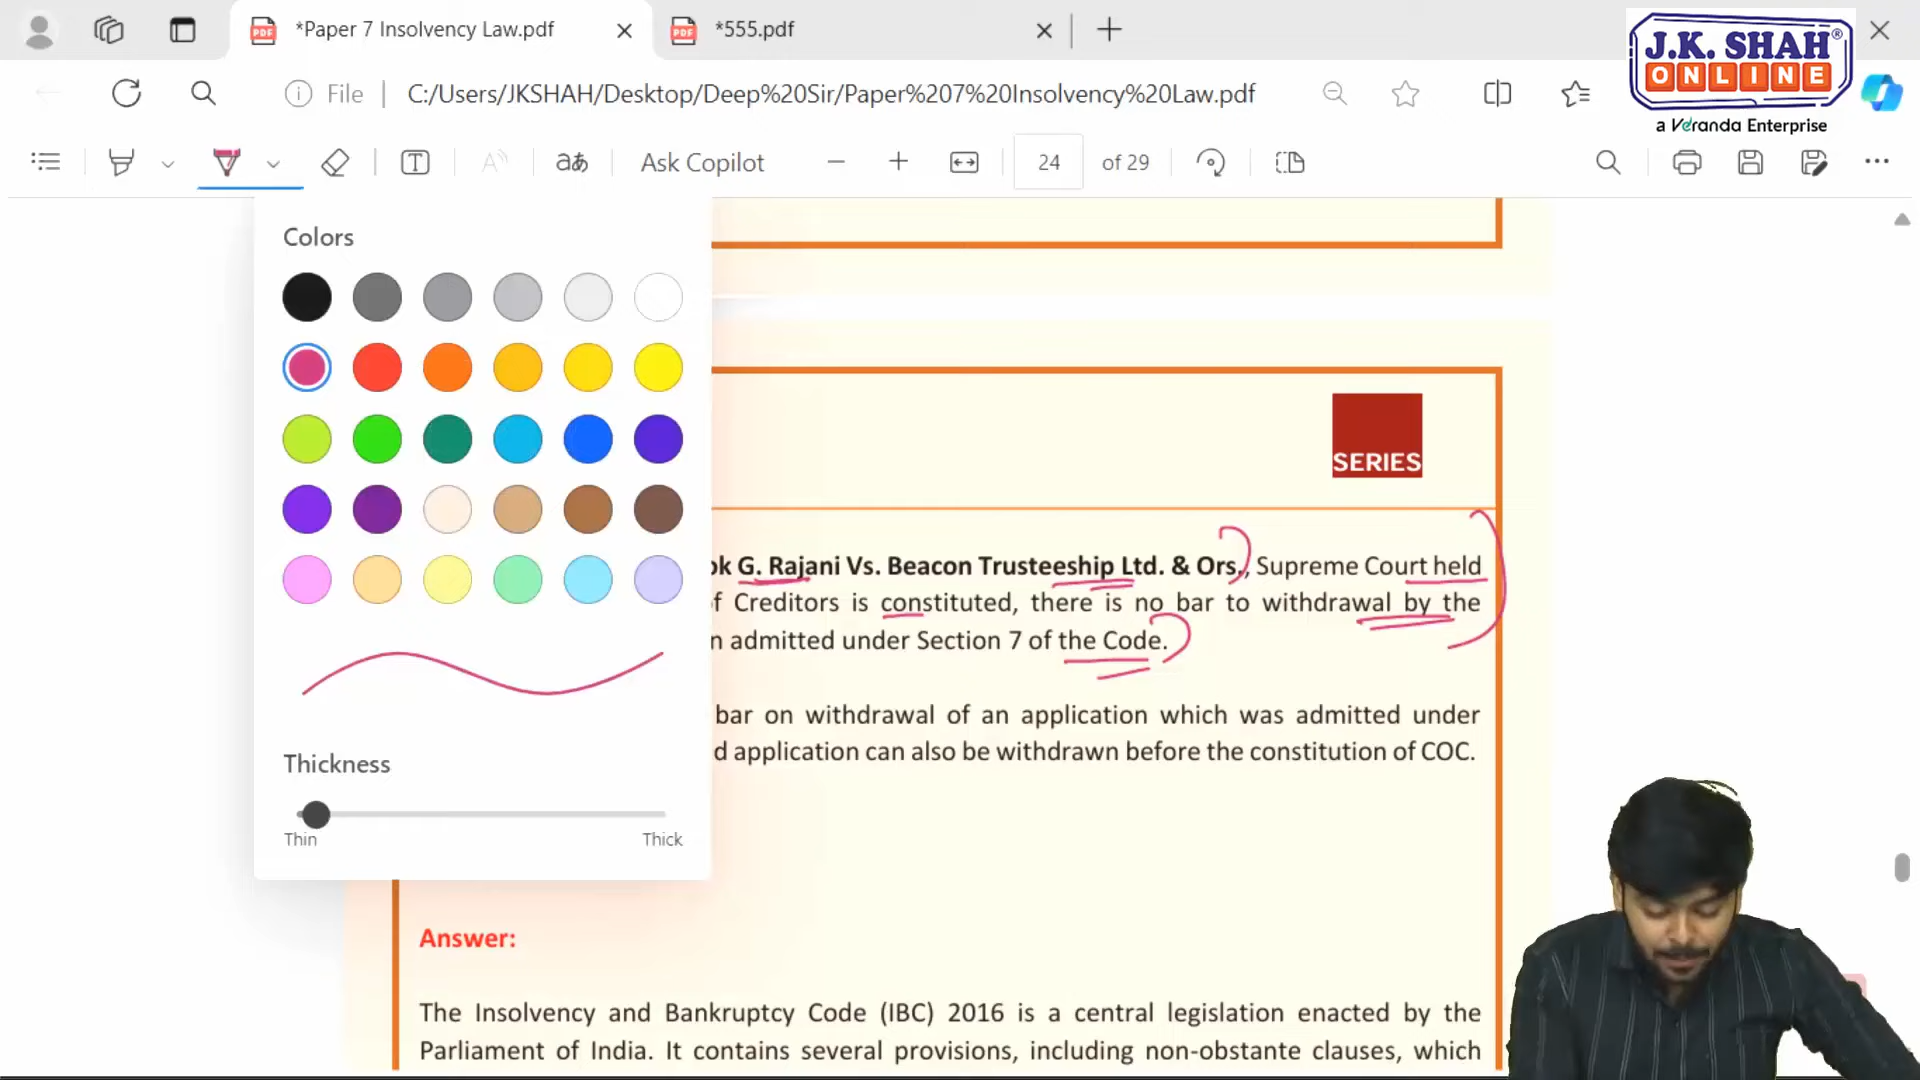 *Paper 7 Insolvency Law.pdf
*555.pdf
J.K. SHAH®
ONLINE
a Veranda Enterprise
File
C:/Users/JKSHAH/Desktop/Deep%20Sir/Paper%207%20Insolvency%20Law.pdf
aあ
Ask Copilot
24
of 29
Colors
SERIES
G. Rajani Vs. Beacon Trusteeship Ltd. & Ors., Supreme Court held
Creditors is constituted, there is no bar to withdrawal by the
admitted under Section 7 of the Code.
bar on withdrawal of an application which was admitted under
application can also be withdrawn before the constitution of COC.
Thickness
Thin
Thick
Answer:
The Insolvency and Bankruptcy Code (IBC) 2016 is a central legislation enacted by the
Parliament of India. It contains several provisions, including non-obstante clauses, which